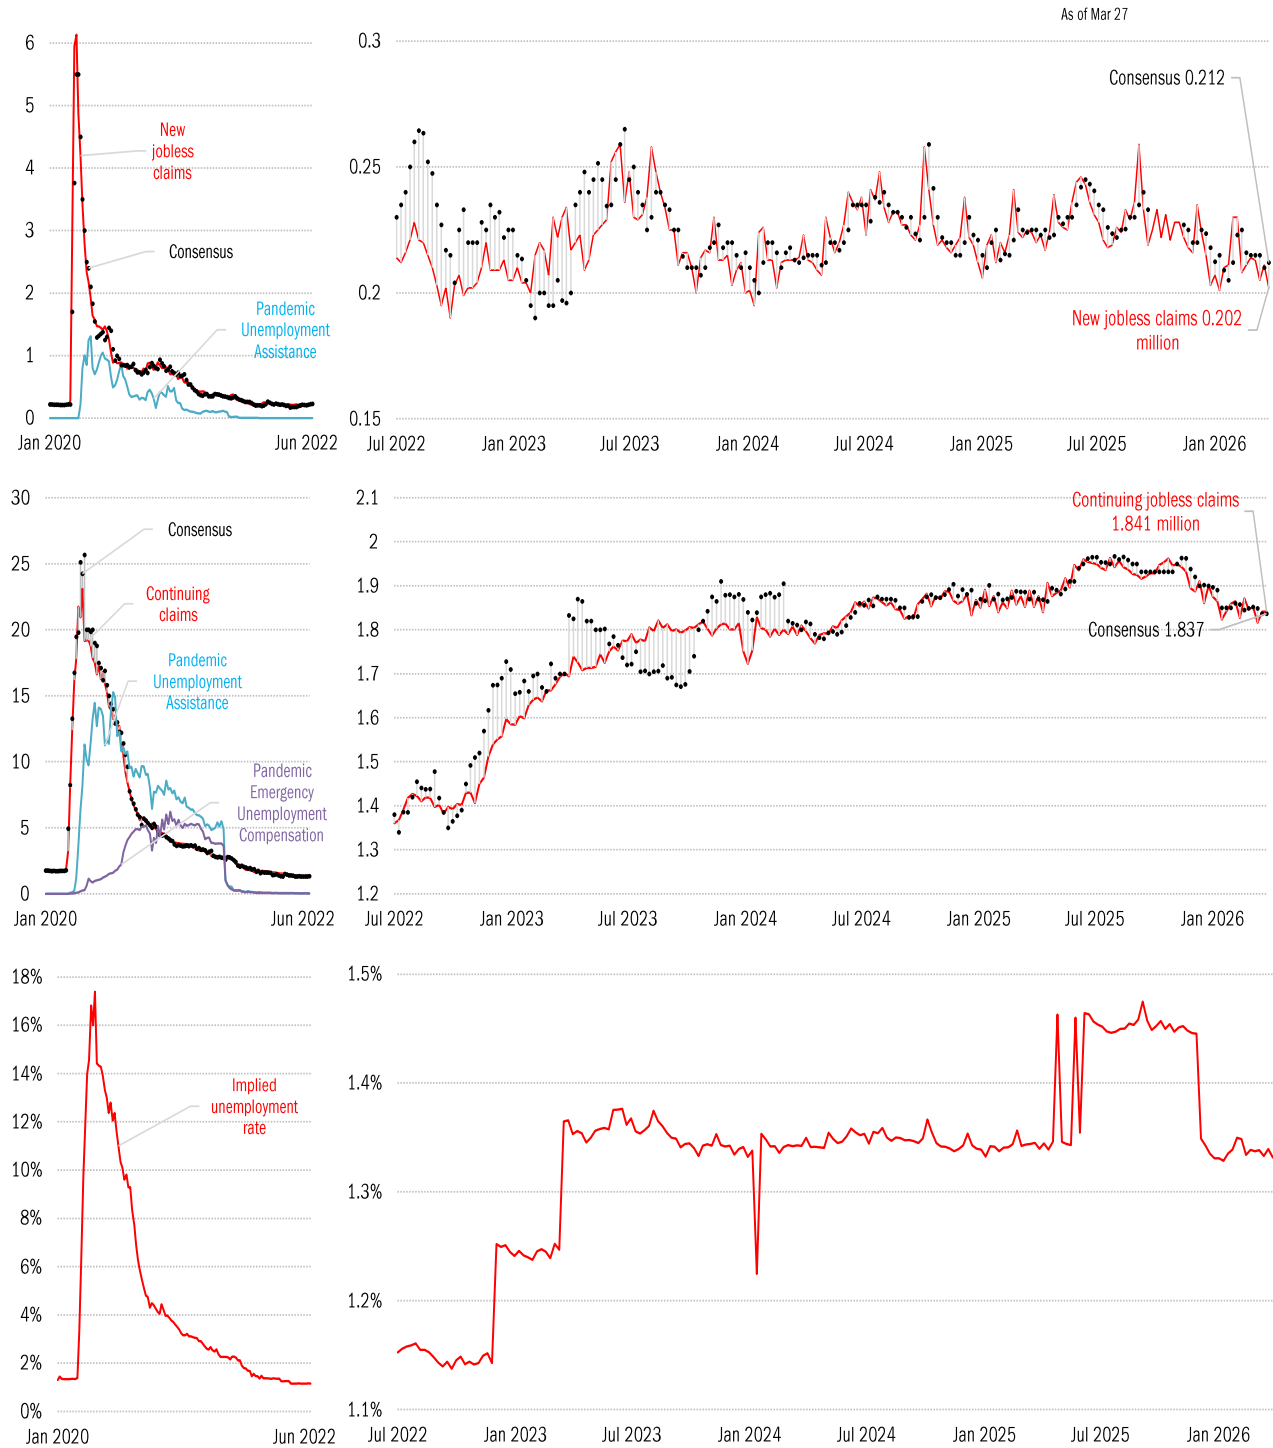 As of Mar 27
6
5
4
3
2
1
0
New
jobless
claims
Consensus
Pandemic
Unemployment
Assistance
Jan 2020
Jun 2022
0.3
0.25
0.2
0.15
Consensus 0.212
New jobless claims 0.202
million
Jul 2022
Jan 2023
Jul 2023
Jan 2024
Jul 2024
Jan 2025
Jul 2025
Jan 2026
30
25
20
15
10
5
0
Consensus
Continuing
claims
Pandemic
Unemployment
Assistance
Pandemic
Emergency
Unemployment
Compensation
Jan 2020
Jun 2022
2.1
2
1.9
1.8
1.7
1.6
1.5
1.4
1.3
1.2
Continuing jobless claims
1.841 million
Consensus 1.837
Jul 2022
Jan 2023
Jul 2023
Jan 2024
Jul 2024
Jan 2025
Jul 2025
Jan 2026
18%
16%
14%
12%
10%
8%
6%
4%
2%
0%
Implied
unemployment
rate
Jan 2020
Jun 2022
1.5%
1.4%
1.3%
1.2%
1.1%
Jul 2022
Jan 2023
Jul 2023
Jan 2024
Jul 2024
Jan 2025
Jul 2025
Jan 2026